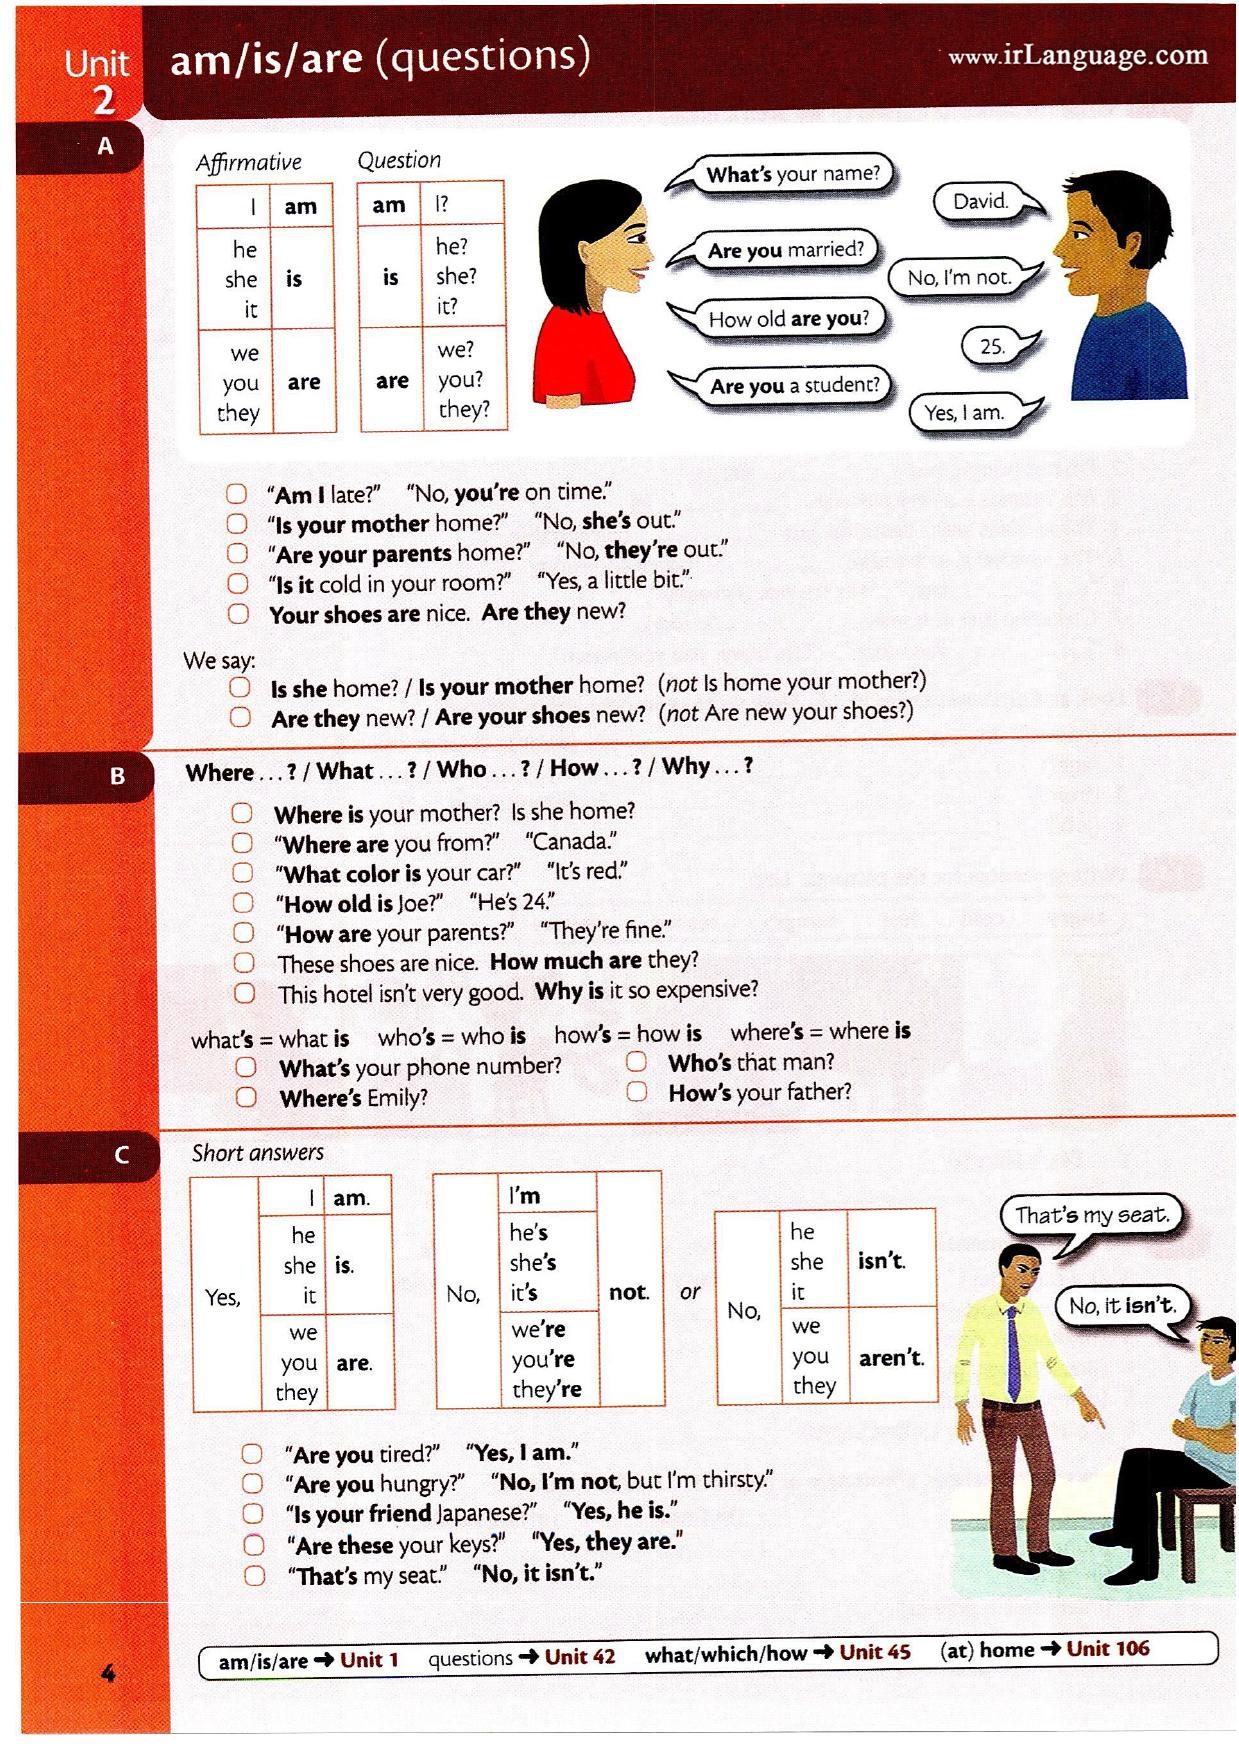 Unit
2
am/is/are (questions)
www.irLanguage.com
A
Affirmative
Question
I am
he
she is
it
we
you are
they
am I?
he?
is she?
it?
we?
are you?
they?
What's your name?
David.
Are you married?
No, I'm not.
How old are you?
25.
Are you a student?
Yes, I am.
"Am I late?" "No, you're on time."
"Is your mother home?" "No, she's out."
"Are your parents home?" "No, they're out."
"Is it cold in your room?" "Yes, a little bit."
Your shoes are nice. Are they new?
We say:
Is she home? / Is your mother home? (not Is home your mother?)
Are they new? / Are your shoes new? (not Are new your shoes?)
B
Where . . . ? / What . . . ? / Who . . . ? / How . . . ? / Why . . . ?
Where is your mother? Is she home?
"Where are you from?" "Canada."
"What color is your car?" "It's red."
"How old is Joe?" "He's 24."
"How are your parents?" "They're fine."
These shoes are nice. How much are they?
This hotel isn't very good. Why is it so expensive?
what's = what is who's = who is how's = how is where's = where is
What's your phone number? Who's that man?
Where's Emily? How's your father?
C
Short answers
I am.
he
Yes, she is.
it
we
you are.
they
I'm
he's
she's
No, it's not.
we're
you're
they're
or
he
she isn't.
it
No,
we
you aren't.
they
That's my seat.
No, it isn't.
"Are you tired?" "Yes, I am."
"Are you hungry?" "No, I'm not, but I'm thirsty."
"Is your friend Japanese?" "Yes, he is."
"Are these your keys?" "Yes, they are."
"That's my seat." "No, it isn't."
4
am/is/are → Unit 1 questions → Unit 42 what/which/how → Unit 45 (at) home → Unit 106